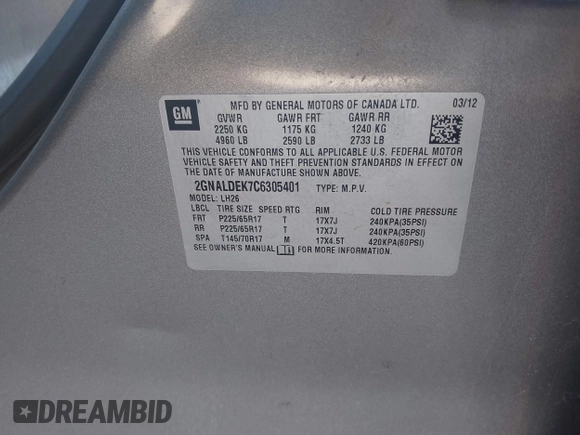 GM
MFD BY GENERAL MOTORS OF CANADA LTD. 03/12
GVWR GAWR FRT GAWR RR
2250 KG 1175 KG 1240 KG
4960 LB 2590 LB 2733 LB
THIS VEHICLE CONFORMS TO ALL APPLICABLE U.S. FEDERAL MOTOR
VEHICLE SAFETY AND THEFT PREVENTION STANDARDS IN EFFECT ON
THE DATE OF MANUFACTURE SHOWN ABOVE.
2GNALDEK7C6305401 TYPE: M.P.V.
MODEL: LH26
LBCL TIRE SIZE SPEED RTG RIM COLD TIRE PRESSURE
FRT P225/65R17 T 17X7J 240KPA(35PSI)
RR P225/65R17 T 17X7J 240KPA(35PSI)
SPA T145/70R17 M 17X4.5T 420KPA(60PSI)
SEE OWNER'S MANUAL FOR MORE INFORMATION.
DREAMBID